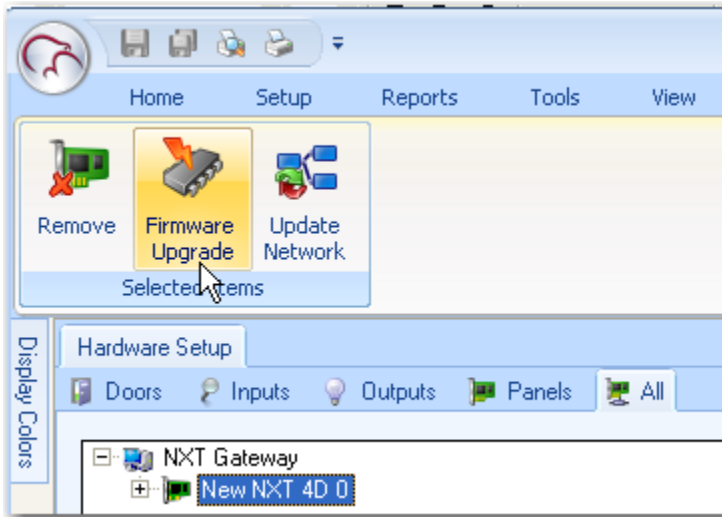 Home Setup Reports Tools View
Remove Firmware Update
Upgrade Network
Selected Items
Display Colors
Hardware Setup
Doors Inputs Outputs Panels All
NXT Gateway
New NXT 4D 0